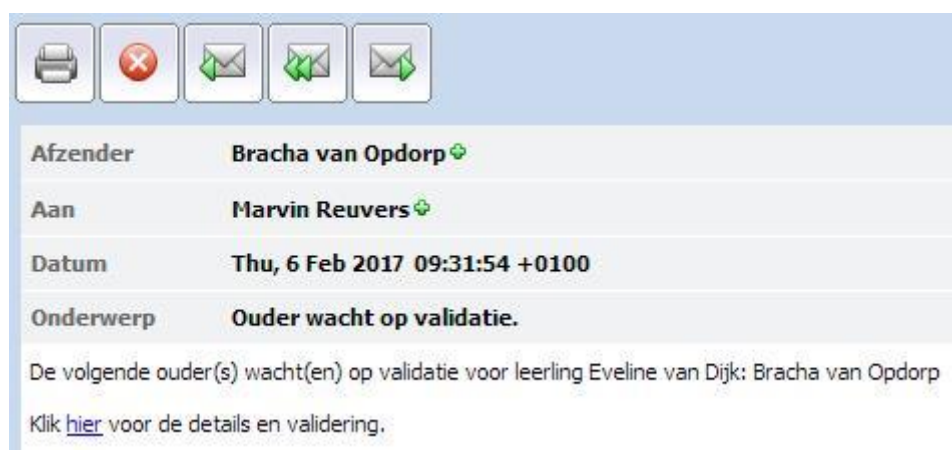 Afzender Bracha van Opdorp
Aan Marvin Reuvers
Datum Thu, 6 Feb 2017 09:31:54 +0100
Onderwerp Ouder wacht op validatie.
De volgende ouder(s) wacht(en) op validatie voor leerling Eveline van Dijk: Bracha van Opdorp
Klik hier voor de details en validering.